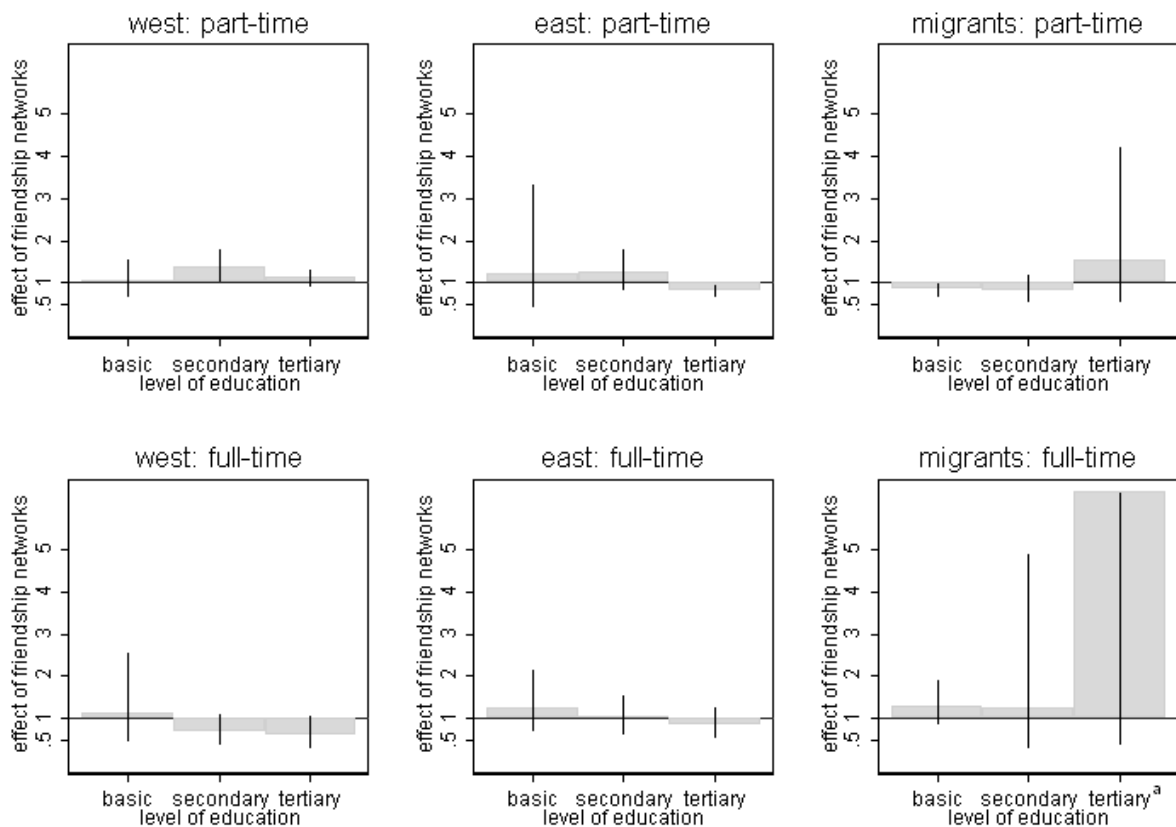 west: part-time
effect of friendship networks
5
4
3
2
1
.5
basic secondary tertiary
level of education
east: part-time
effect of friendship networks
5
4
3
2
1
.5
basic secondary tertiary
level of education
migrants: part-time
effect of friendship networks
5
4
3
2
1
.5
basic secondary tertiary
level of education
west: full-time
effect of friendship networks
5
4
3
2
1
.5
basic secondary tertiary
level of education
east: full-time
effect of friendship networks
5
4
3
2
1
.5
basic secondary tertiary
level of education
migrants: full-time
effect of friendship networks
5
4
3
2
1
.5
basic secondary tertiaryª
level of education